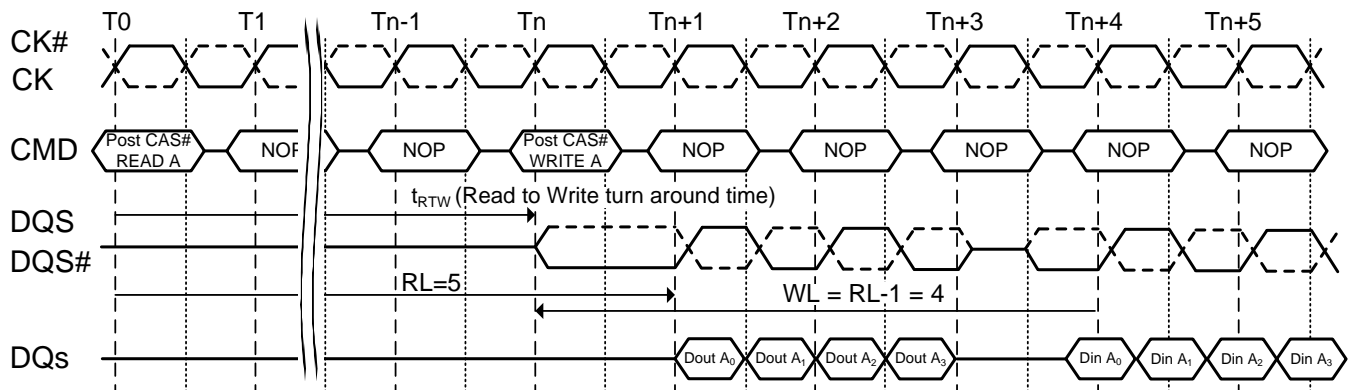 T0 T1 Tn-1 Tn Tn+1 Tn+2 Tn+3 Tn+4 Tn+5
CK#
CK
CMD
Post CAS#
READ A
NOP
NOP
Post CAS#
WRITE A
NOP
NOP
NOP
NOP
NOP
tRTW (Read to Write turn around time)
DQS
DQS#
RL=5
WL = RL-1 = 4
DQs
Dout A0 Dout A1 Dout A2 Dout A3 Din A0 Din A1 Din A2 Din A3